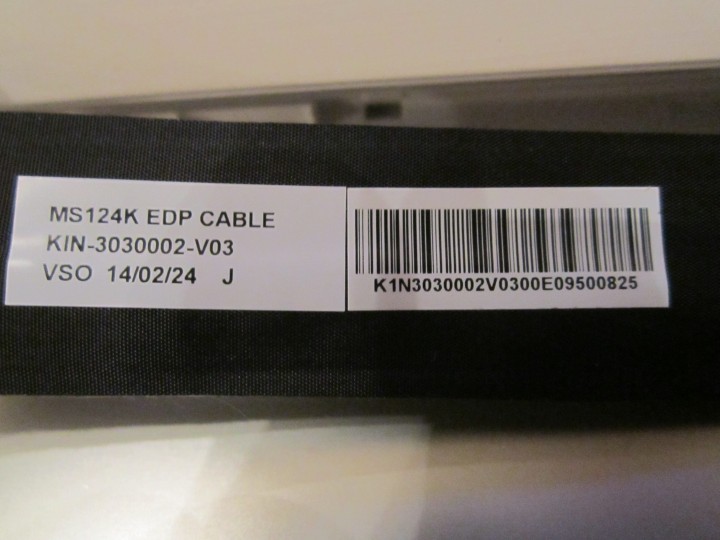 MS124K EDP CABLE
KIN-3030002-V03
VSO 14/02/24 J
K1N3030002V0300E09500825